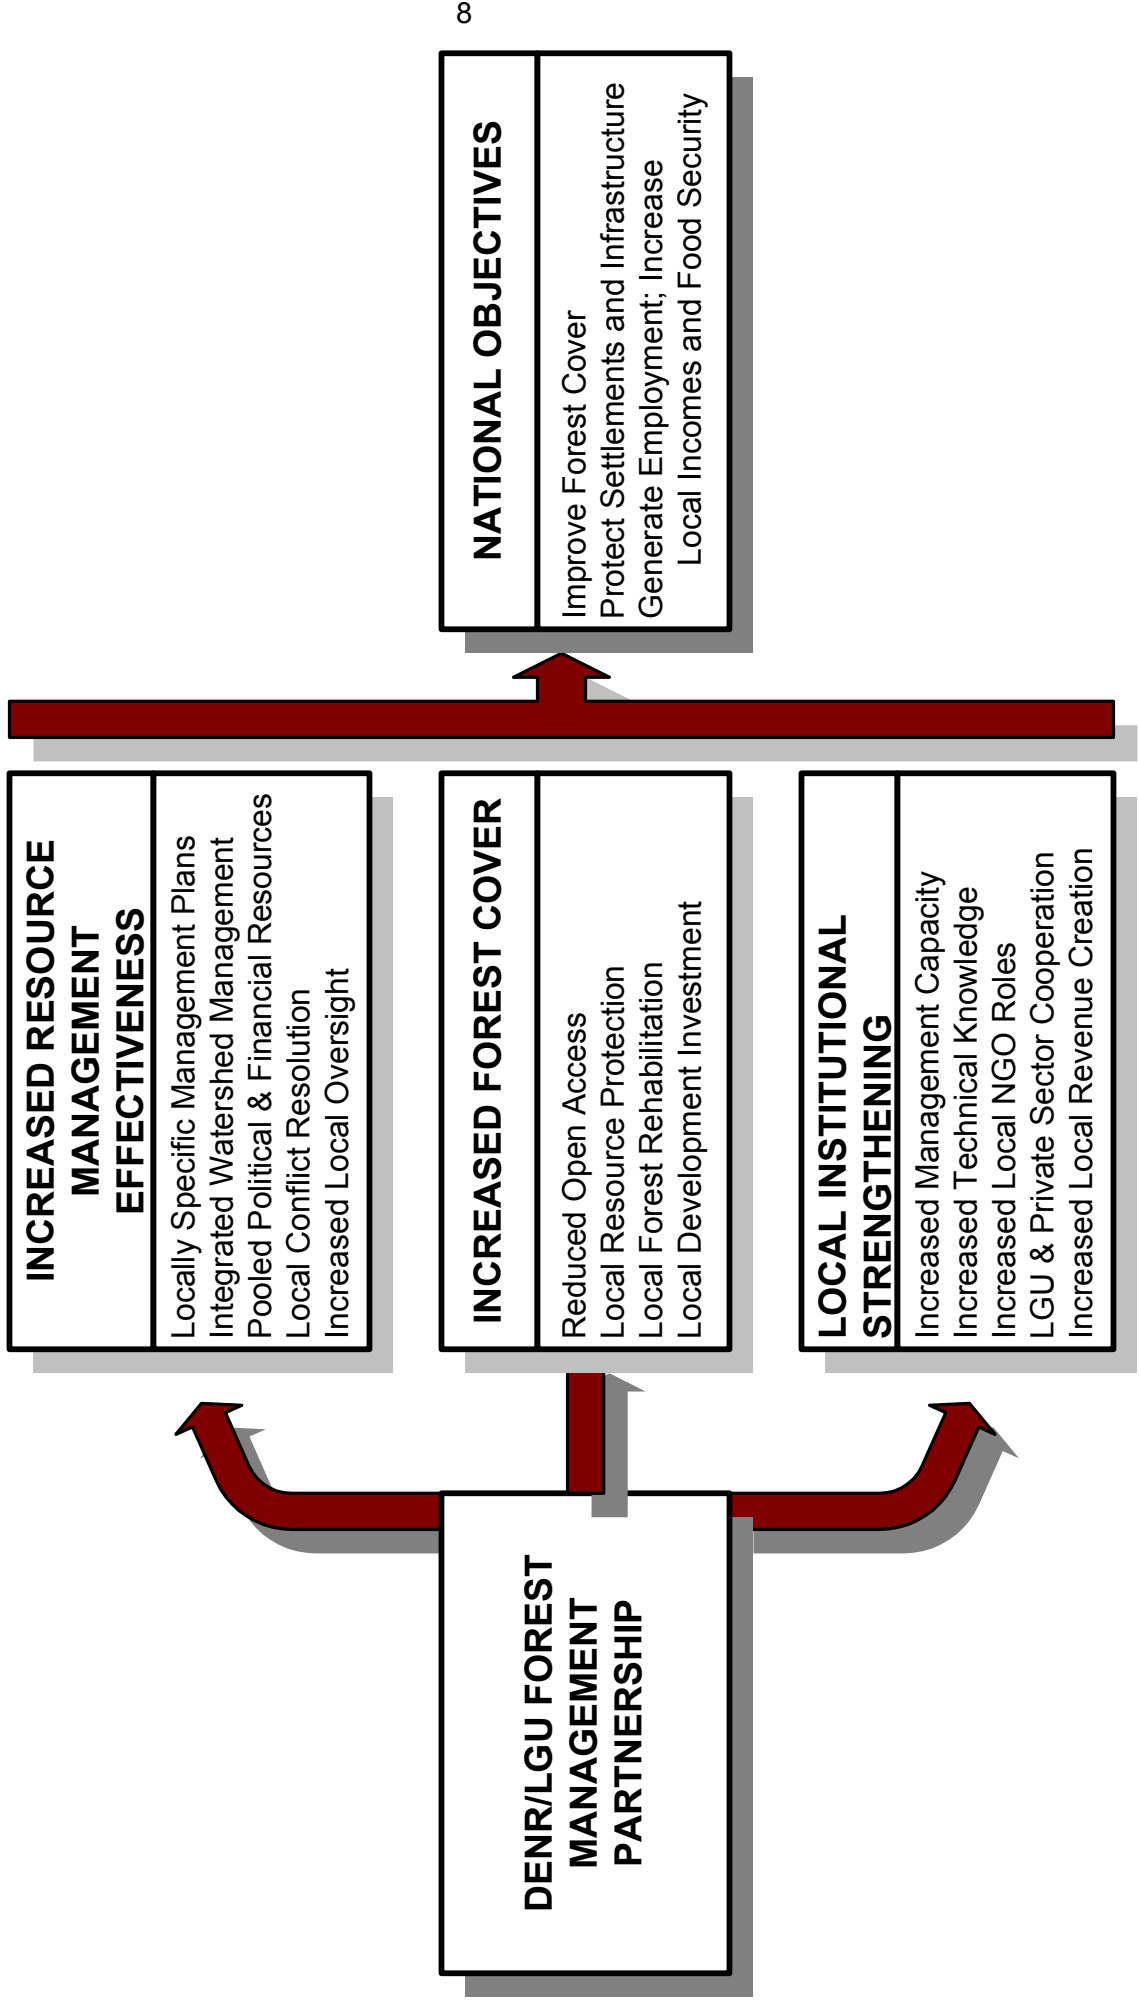 8
DENR/LGU FOREST
MANAGEMENT
PARTNERSHIP
INCREASED RESOURCE
MANAGEMENT
EFFECTIVENESS
Locally Specific Management Plans
Integrated Watershed Management
Pooled Political & Financial Resources
Local Conflict Resolution
Increased Local Oversight
INCREASED FOREST COVER
Reduced Open Access
Local Resource Protection
Local Forest Rehabilitation
Local Development Investment
LOCAL INSTITUTIONAL
STRENGTHENING
Increased Management Capacity
Increased Technical Knowledge
Increased Local NGO Roles
LGU & Private Sector Cooperation
Increased Local Revenue Creation
NATIONAL OBJECTIVES
Improve Forest Cover
Protect Settlements and Infrastructure
Generate Employment; Increase
Local Incomes and Food Security